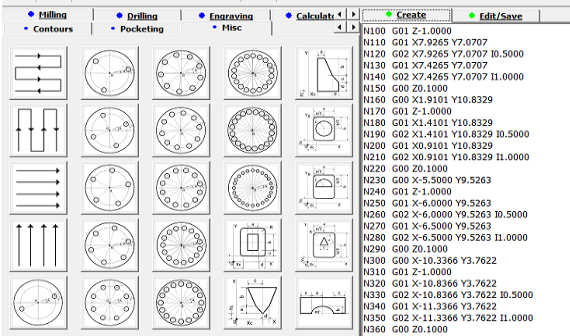 Milling
Drilling
Engraving
Calculate
Contours
Pocketing
Misc
Create
Edit/Save
N100 G01 Z-1.0000
N110 G01 X7.9265 Y7.0707
N120 G02 X7.9265 Y7.0707 I0.5000
N130 G01 X7.4265 Y7.0707
N140 G02 X7.4265 Y7.0707 I1.0000
N150 G00 Z0.1000
N160 G00 X1.9101 Y10.8329
N170 G01 Z-1.0000
N180 G01 X1.4101 Y10.8329
N190 G02 X1.4101 Y10.8329 I0.5000
N200 G01 X0.9101 Y10.8329
N210 G02 X0.9101 Y10.8329 I1.0000
N220 G00 Z0.1000
N230 G00 X-5.5000 Y9.5263
N240 G01 Z-1.0000
N250 G01 X-6.0000 Y9.5263
N260 G02 X-6.0000 Y9.5263 I0.5000
N270 G01 X-6.5000 Y9.5263
N280 G02 X-6.5000 Y9.5263 I1.0000
N290 G00 Z0.1000
N300 G00 X-10.3366 Y3.7622
N310 G01 Z-1.0000
N320 G01 X-10.8366 Y3.7622
N330 G02 X-10.8366 Y3.7622 I0.5000
N340 G01 X-11.3366 Y3.7622
N350 G02 X-11.3366 Y3.7622 I1.0000
N360 G00 Z0.1000